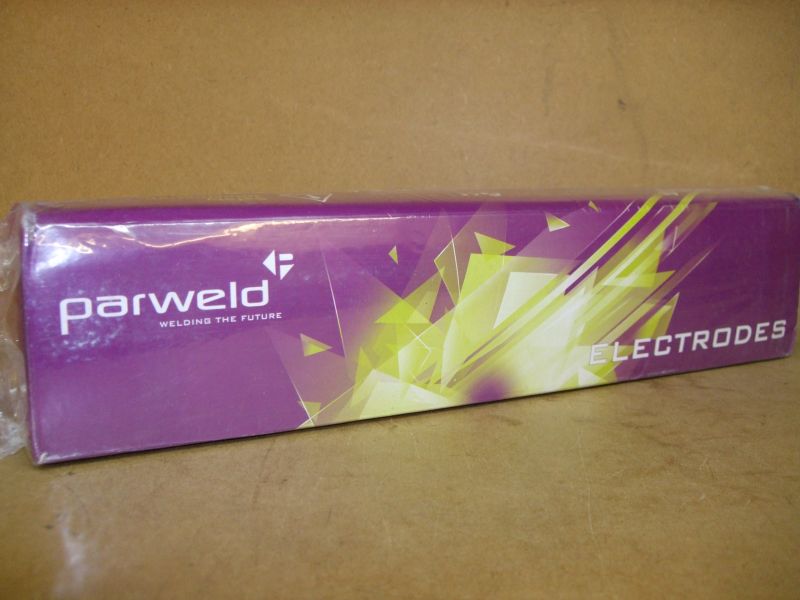 parweld
WELDING THE FUTURE
ELECTRODES